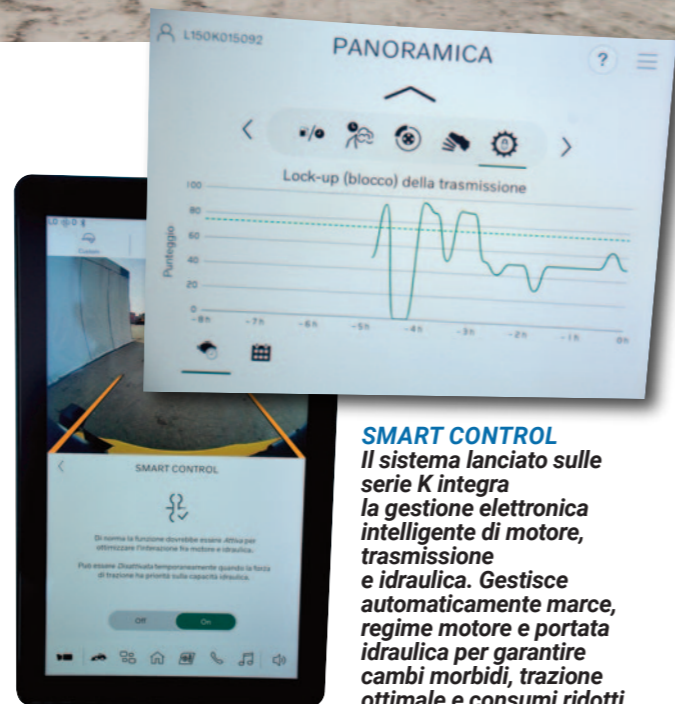 L150K015092
PANORAMICA
?
Lock-up (blocco) della trasmissione
Punteggio
100
80
60
40
20
0
-8h
-7h
-6h
-5h
-4h
-3h
-2h
-1h
0h
SMART CONTROL
Di norma la funzione dovrebbe essere Attiva per
ottimizzare l'interazione fra motore e idraulica.
Può essere Disattivata temporaneamente quando la forza
di trazione ha priorità sulla capacità idraulica.
Off
On
SMART CONTROL
Il sistema lanciato sulle
serie K integra
la gestione elettronica
intelligente di motore,
trasmissione
e idraulica. Gestisce
automaticamente marce,
regime motore e portata
idraulica per garantire
cambi morbidi, trazione
ottimale e consumi ridotti